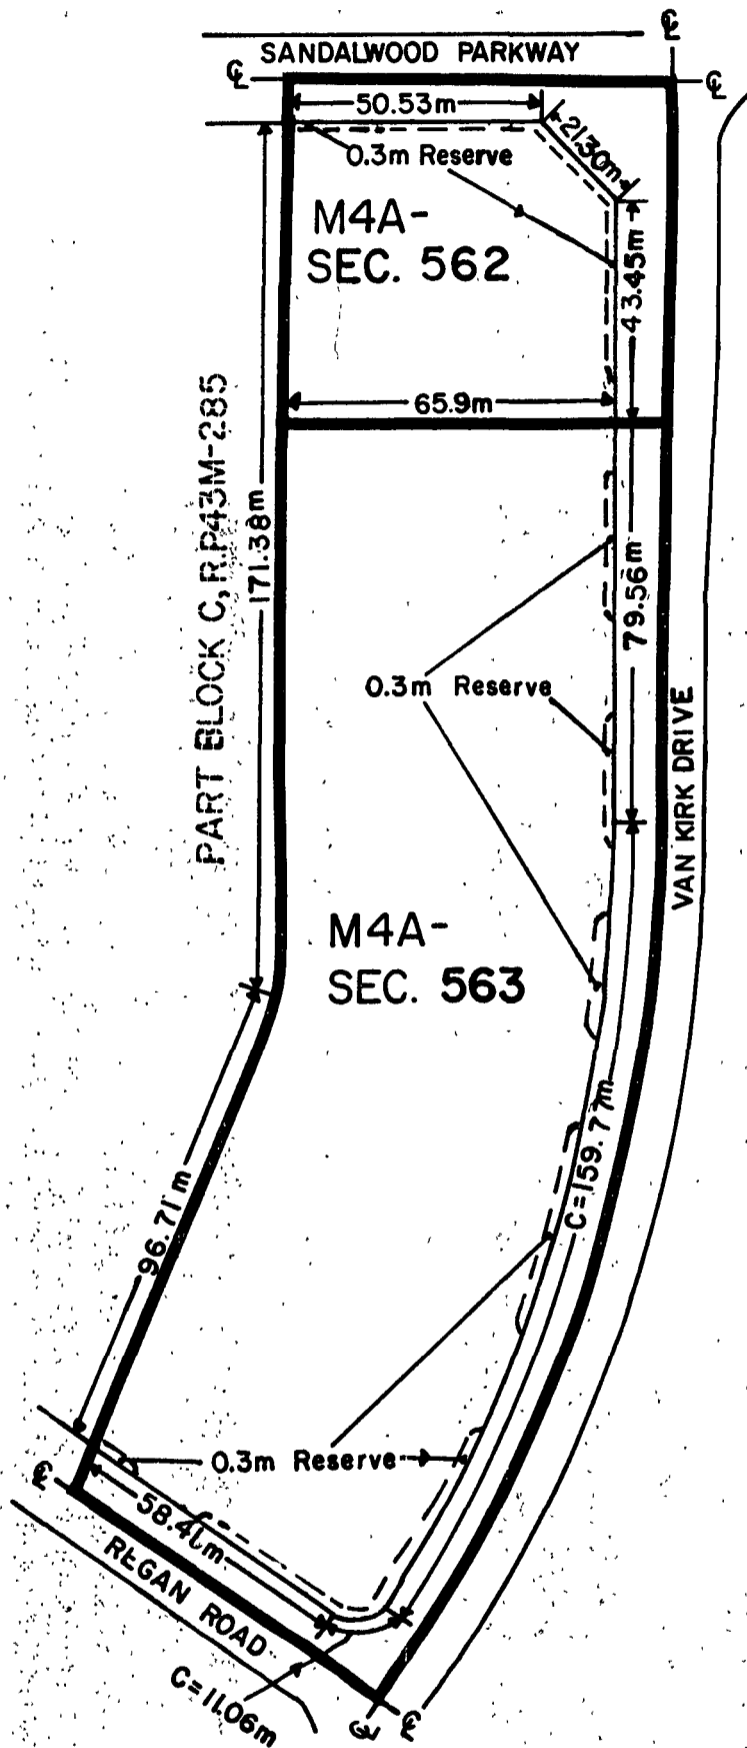 ℄
SANDALWOOD PARKWAY
℄
℄
50.53m
21.30m
0.3m Reserve
M4A-
SEC. 562
43.45m
65.9m
PART BLOCK C, R.P.43M-285
171.38m
79.56m
0.3m Reserve
VAN KIRK DRIVE
M4A-
SEC. 563
C=159.77m
96.71m
0.3m Reserve
℄
58.41m
REGAN ROAD
C=11.06m
℄
℄